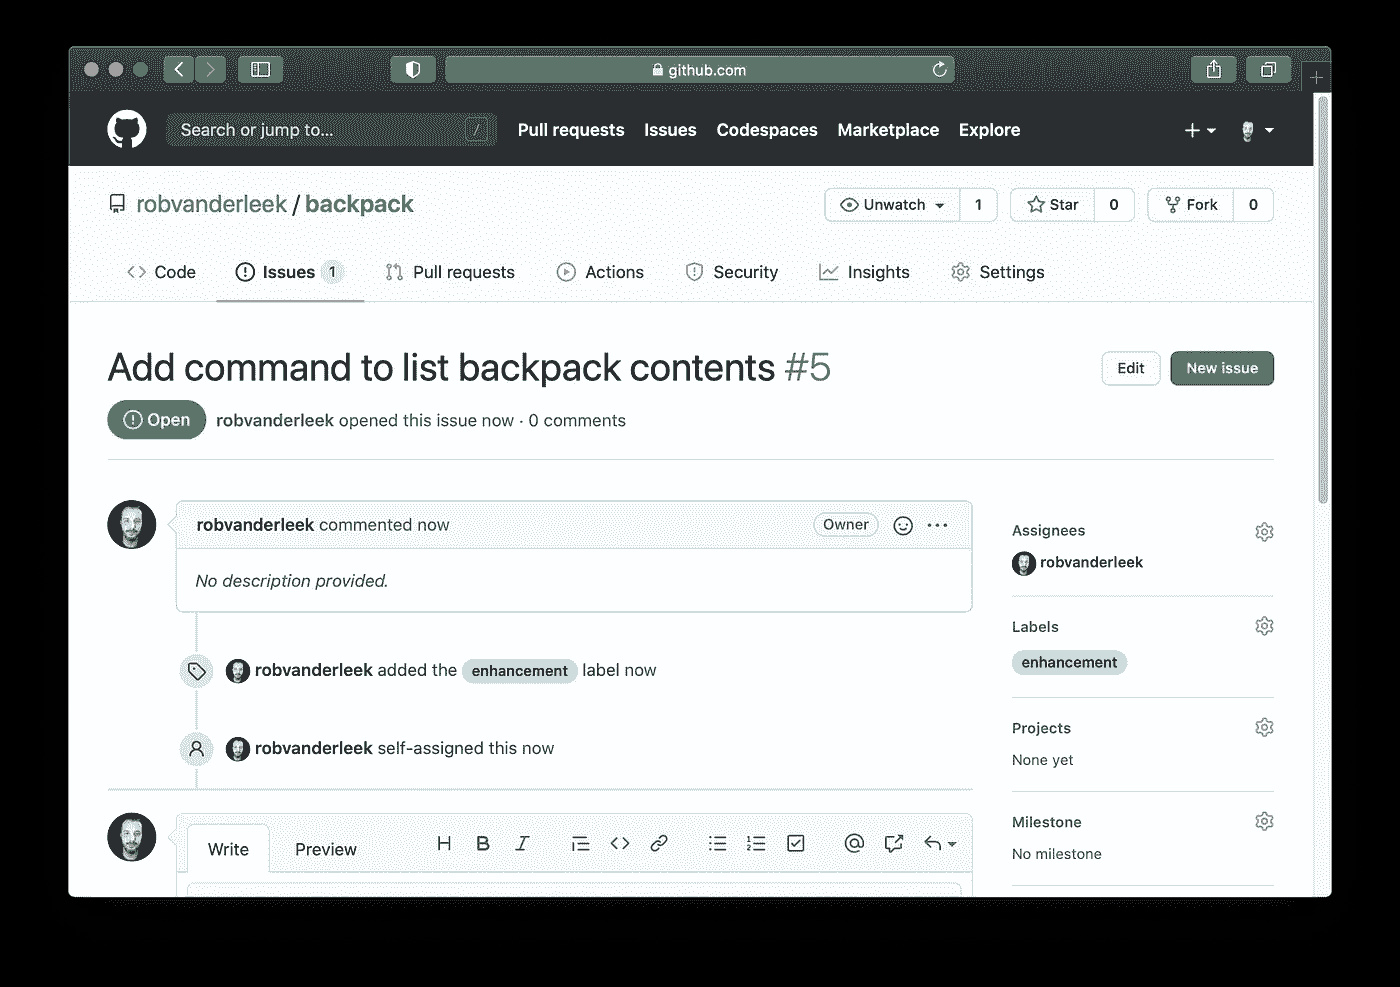 github.com
Search or jump to... /
Pull requests Issues Codespaces Marketplace Explore
robvanderleek / backpack
Unwatch 1 Star 0 Fork 0
Code Issues 1 Pull requests Actions Security Insights Settings
Add command to list backpack contents #5
Edit New issue
Open robvanderleek opened this issue now · 0 comments
robvanderleek commented now Owner
No description provided.
robvanderleek added the enhancement label now
robvanderleek self-assigned this now
Write Preview
Assignees
robvanderleek
Labels
enhancement
Projects
None yet
Milestone
No milestone